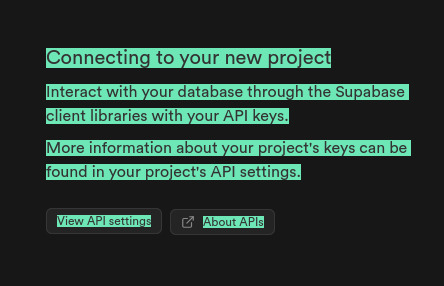 Connecting to your new project
Interact with your database through the Supabase
client libraries with your API keys.
More information about your project's keys can be
found in your project's API settings.
View API settings
About APIs